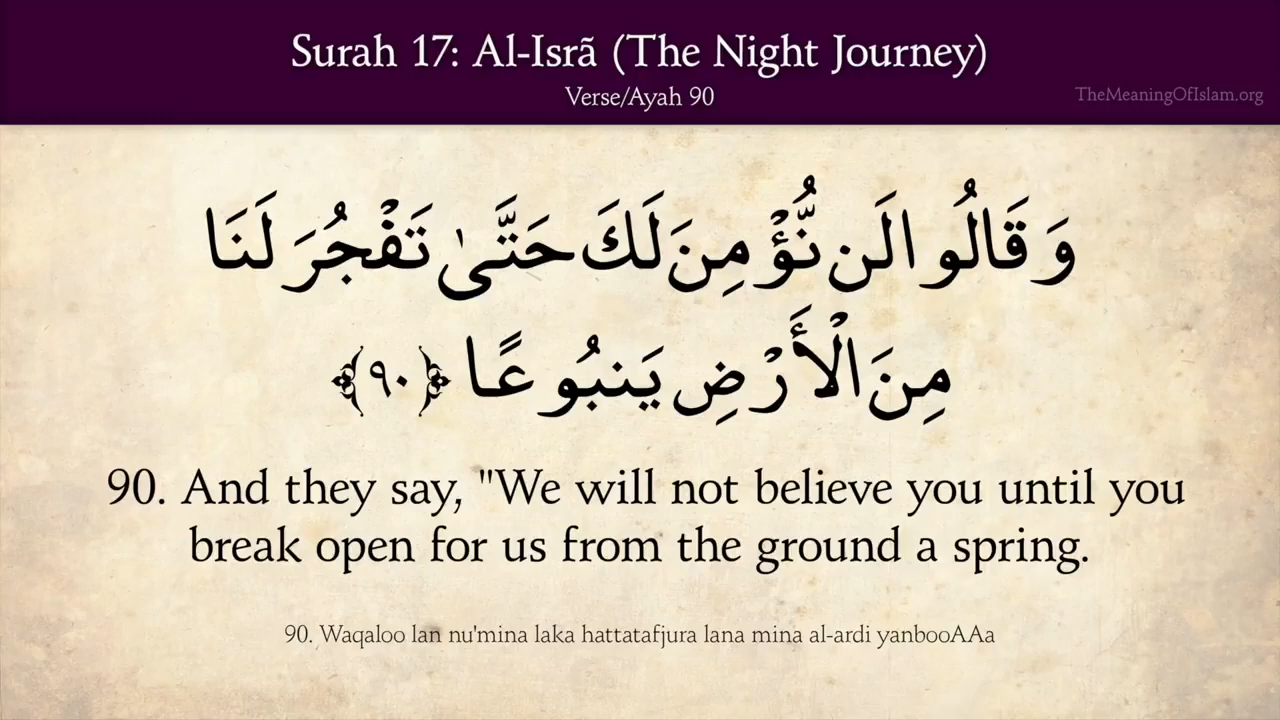 Surah 17: Al-Isrã (The Night Journey)
Verse/Ayah 90
TheMeaningOfIslam.org
وَقَالُوا لَن نُّؤْمِنَ لَكَ حَتَّىٰ تَفْجُرَ لَنَا
مِنَ الْأَرْضِ يَنبُوعًا ﴿٩٠﴾
90. And they say, "We will not believe you until you
break open for us from the ground a spring.
90. Waqaloo lan nu'mina laka hattatafjura lana mina al-ardi yanbooAAa